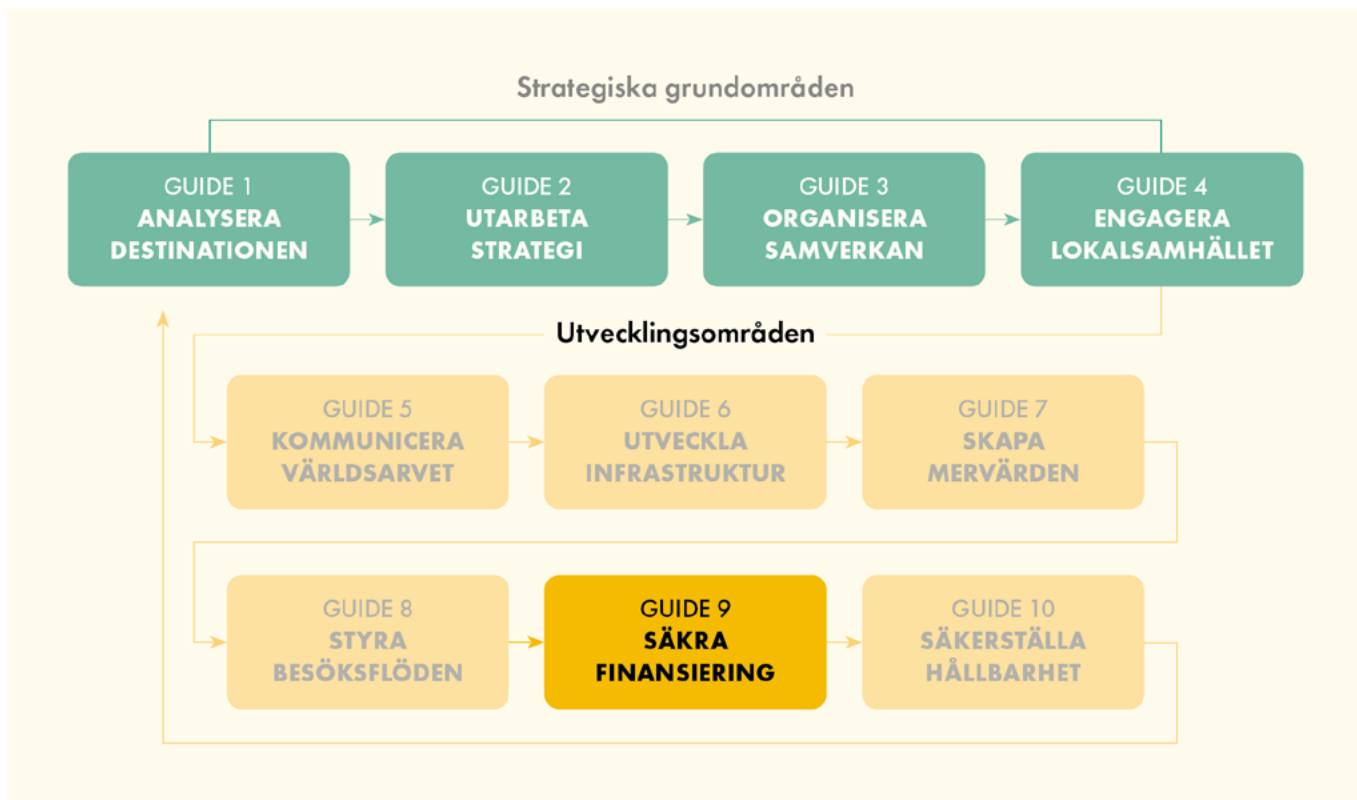 Strategiska grundområden
GUIDE 1
ANALYSERA
DESTINATIONEN
GUIDE 2
UTARBETA
STRATEGI
GUIDE 3
ORGANISERA
SAMVERKAN
GUIDE 4
ENGAGERA
LOKALSAMHÄLLET
Utvecklingsområden
GUIDE 5
KOMMUNICERA
VÄRLDSARVET
GUIDE 6
UTVECKLA
INFRASTRUKTUR
GUIDE 7
SKAPA
MERVÄRDEN
GUIDE 8
STYRA
BESÖKSFLÖDEN
GUIDE 9
SÄKRA
FINANSIERING
GUIDE 10
SÄKERSTÄLLA
HÅLLBARHET